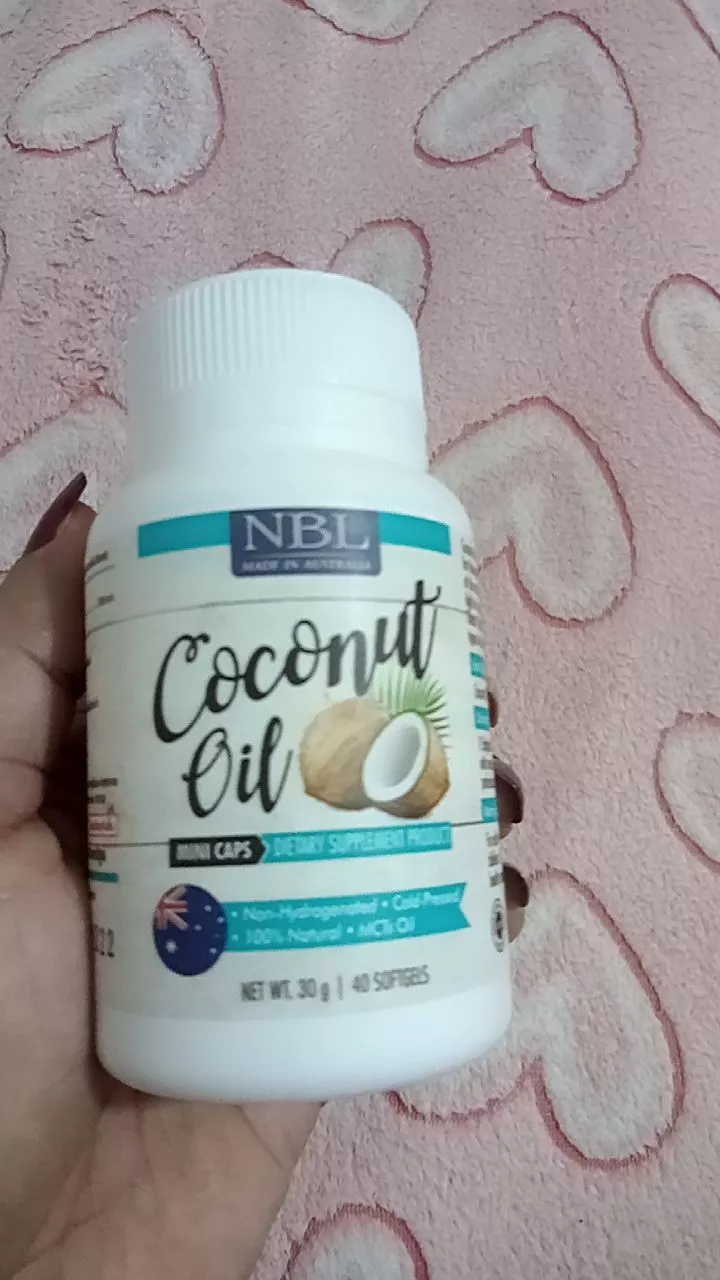 NBL
MADE IN AUSTRALIA
Coconut
Oil
MINI CAPS DIETARY SUPPLEMENT PRODUCT
• Non-Hydrogenated • Cold Pressed
• 100% Natural • MCTs Oil
NET WT. 30 g | 40 SOFTGELS